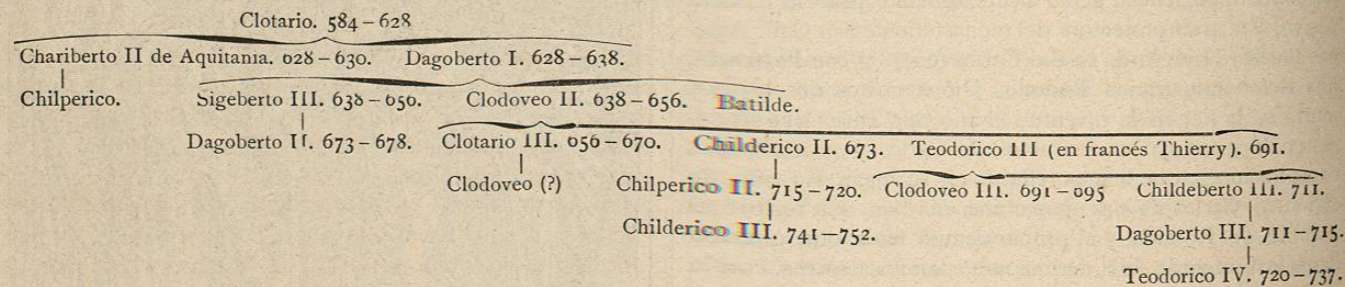 Clotario. 584 – 628
Chariberto II de Aquitania. 628 – 630. Dagoberto I. 628 – 638.
Chilperico. Sigeberto III. 638 – 650. Clodoveo II. 638 – 656. Batilde.
Dagoberto II. 673 – 678. Clotario III. 656 – 670. Childerico II. 673. Teodorico III (en francés Thierry). 691.
Clodoveo (?) Chilperico II. 715 – 720. Clodoveo III. 691 – 695 Childeberto III. 711.
Childerico III. 741 — 752. Dagoberto III. 711 – 715.
Teodorico IV. 720 – 737.